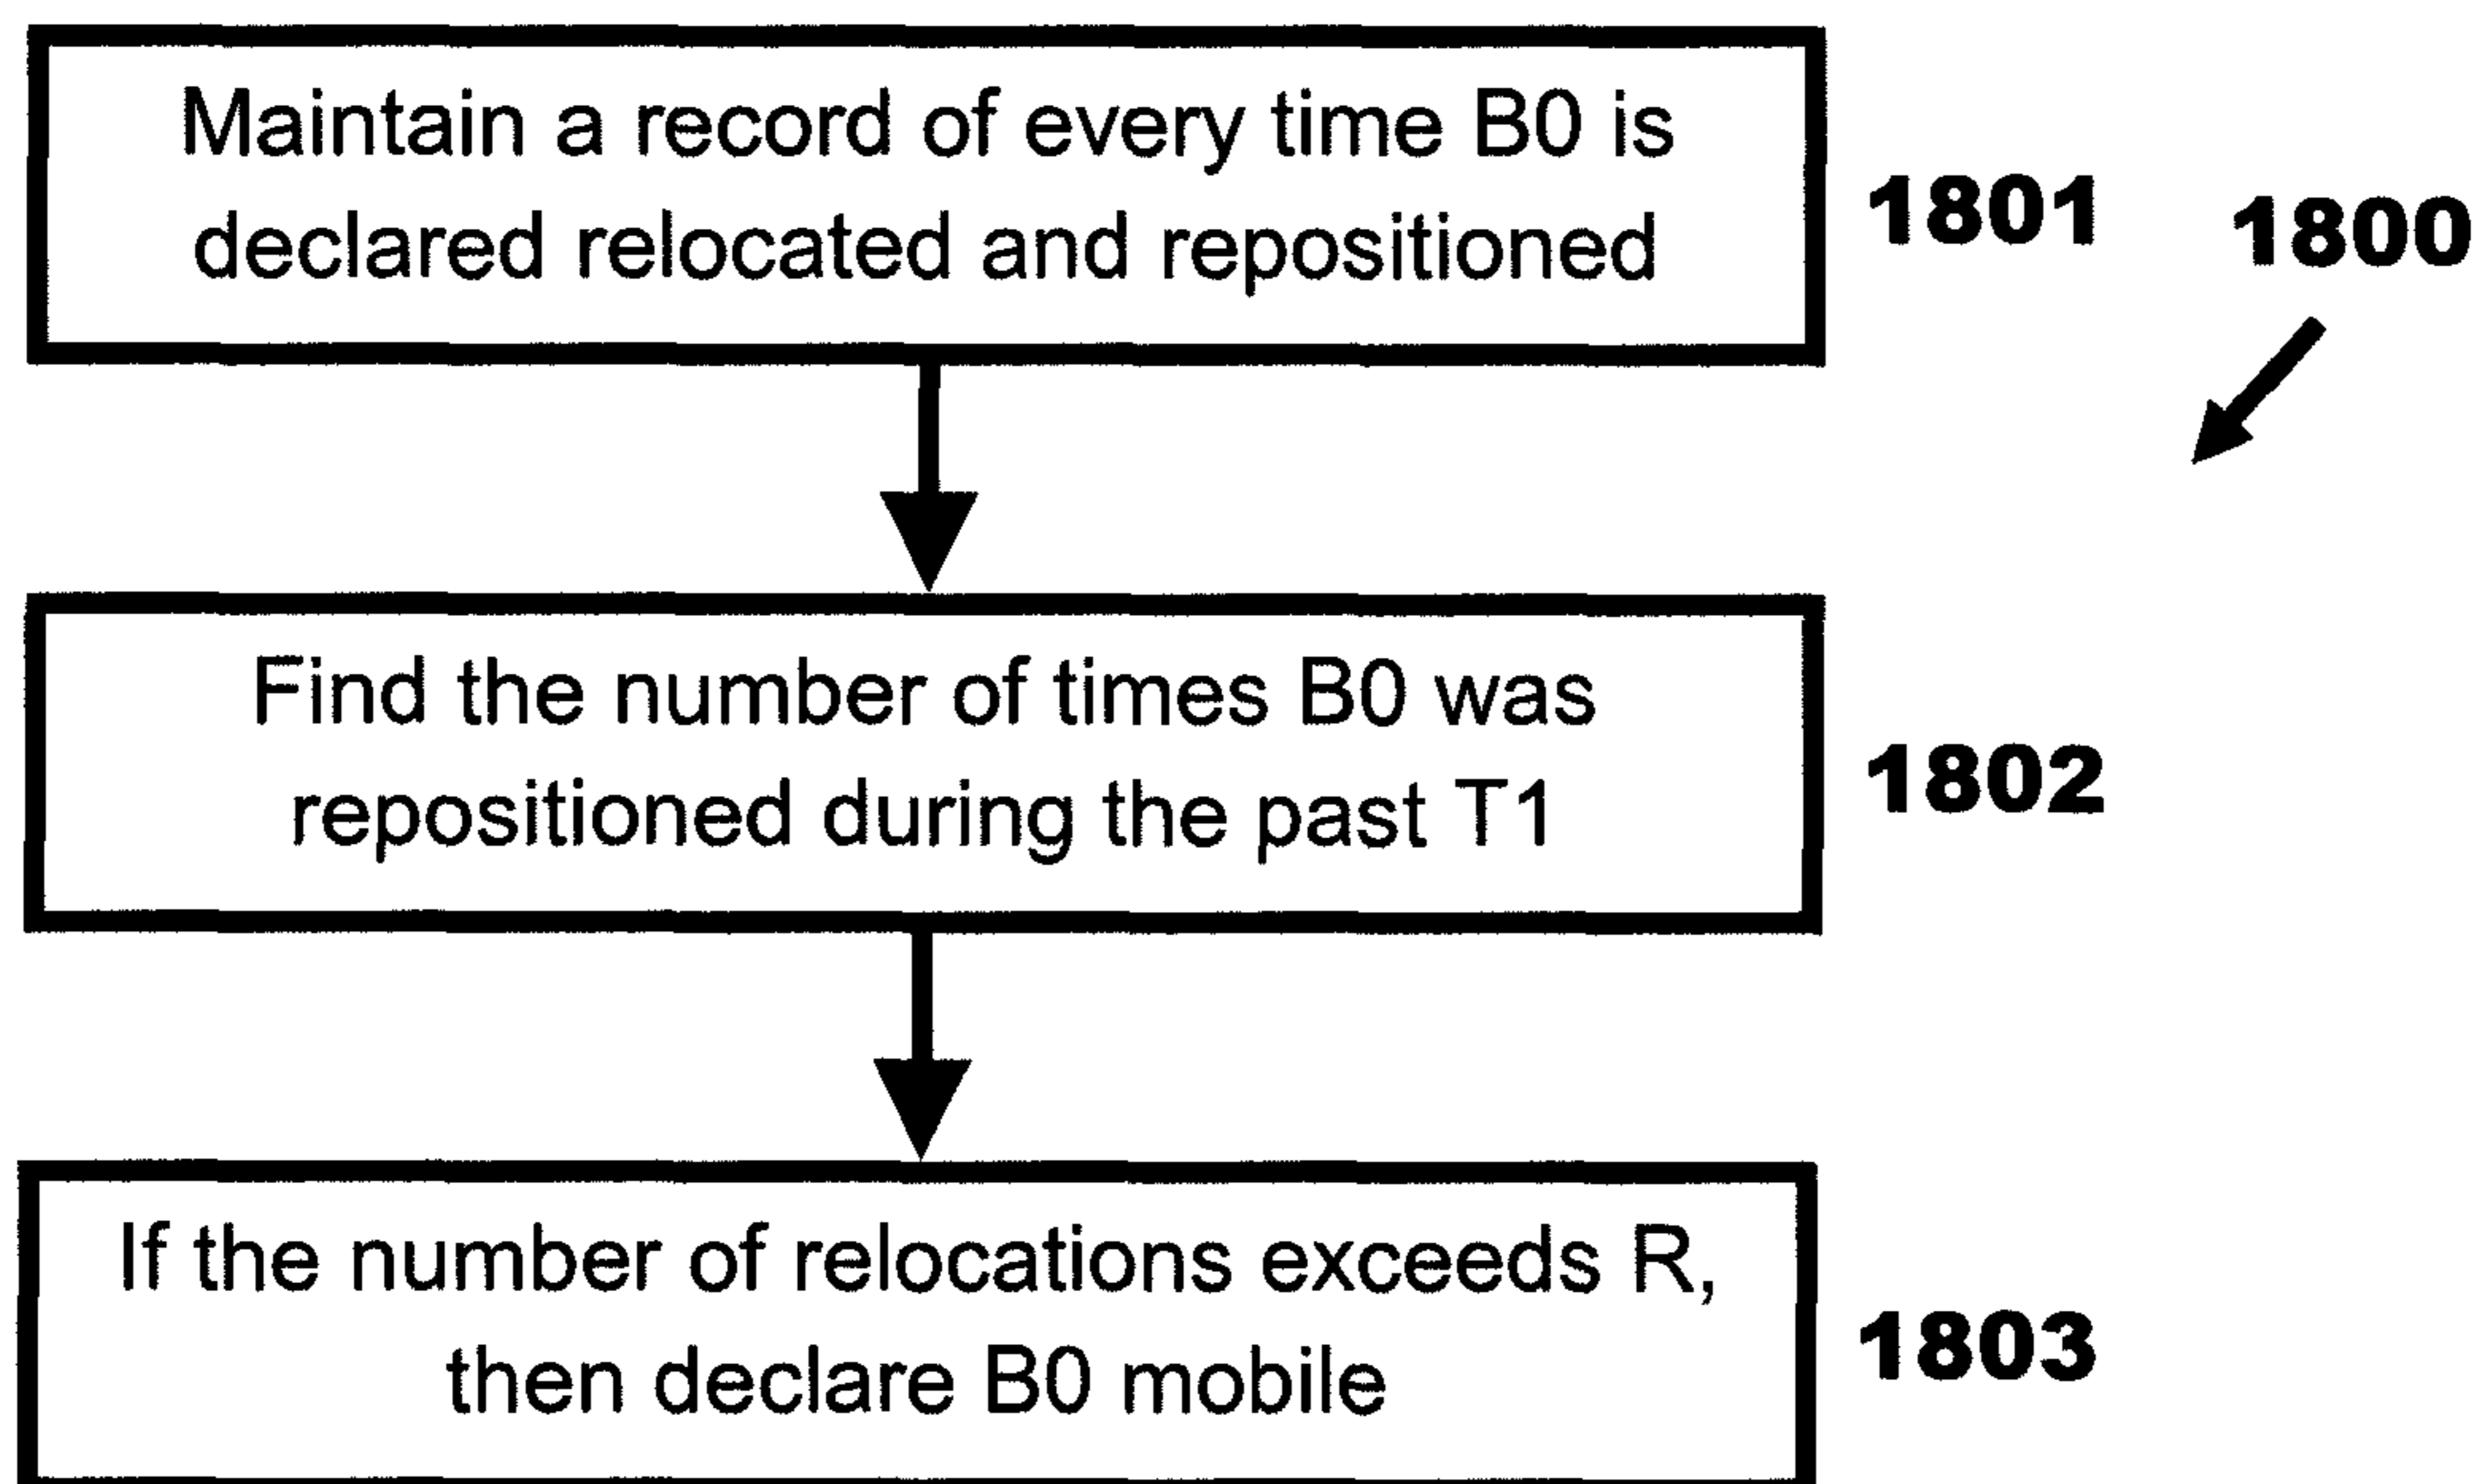 Maintain a record of every time B0 is
declared relocated and repositioned
1801
1800
Find the number of times B0 was
repositioned during the past T1
1802
If the number of relocations exceeds R,
then declare B0 mobile
1803